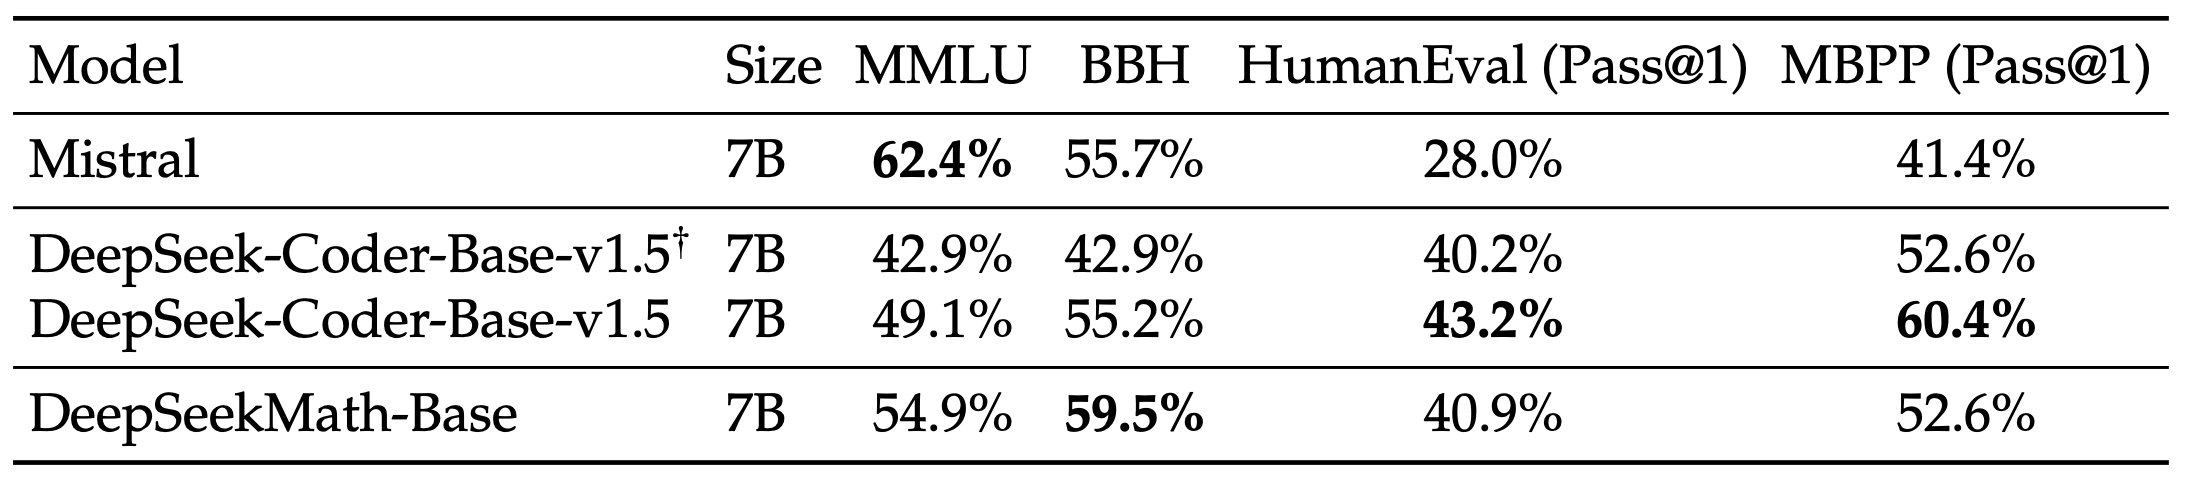 Model Size MMLU BBH HumanEval (Pass@1) MBPP (Pass@1)
Mistral 7B 62.4% 55.7% 28.0% 41.4%
DeepSeek-Coder-Base-v1.5† 7B 42.9% 42.9% 40.2% 52.6%
DeepSeek-Coder-Base-v1.5 7B 49.1% 55.2% 43.2% 60.4%
DeepSeekMath-Base 7B 54.9% 59.5% 40.9% 52.6%